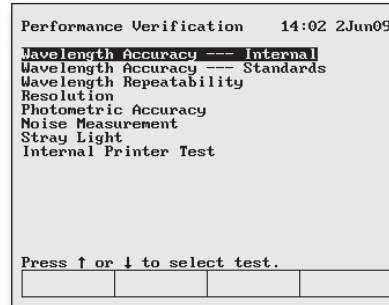 Performance Verification 14:02 2Jun09
Wavelength Accuracy --- Internal
Wavelength Accuracy --- Standards
Wavelength Repeatability
Resolution
Photometric Accuracy
Noise Measurement
Stray Light
Internal Printer Test
Press ↑ or ↓ to select test.